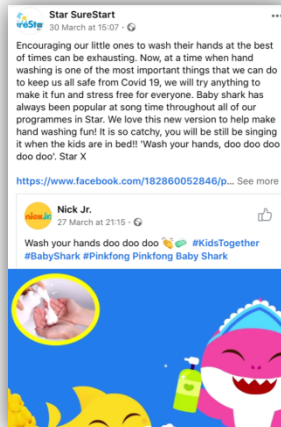 Star SureStart
ureStar
30 March at 15:07 ·
Encouraging our little ones to wash their hands at the best
of times can be exhausting. Now, at a time when hand
washing is one of the most important things that we can do
to keep us all safe from Covid 19, we will try anything to
make it fun and stress free for everyone. Baby shark has
always been popular at song time throughout all of our
programmes in Star. We love this new version to help make
hand washing fun! It is so catchy, you will be still be singing
it when the kids are in bed!! 'Wash your hands, doo doo doo
doo doo'. Star X
https://www.facebook.com/182860052846/p... See more
nick jr.
Nick Jr.
27 March at 21:15 ·
Wash your hands doo doo doo 👏🧼 #KidsTogether
#BabyShark #Pinkfong Pinkfong Baby Shark